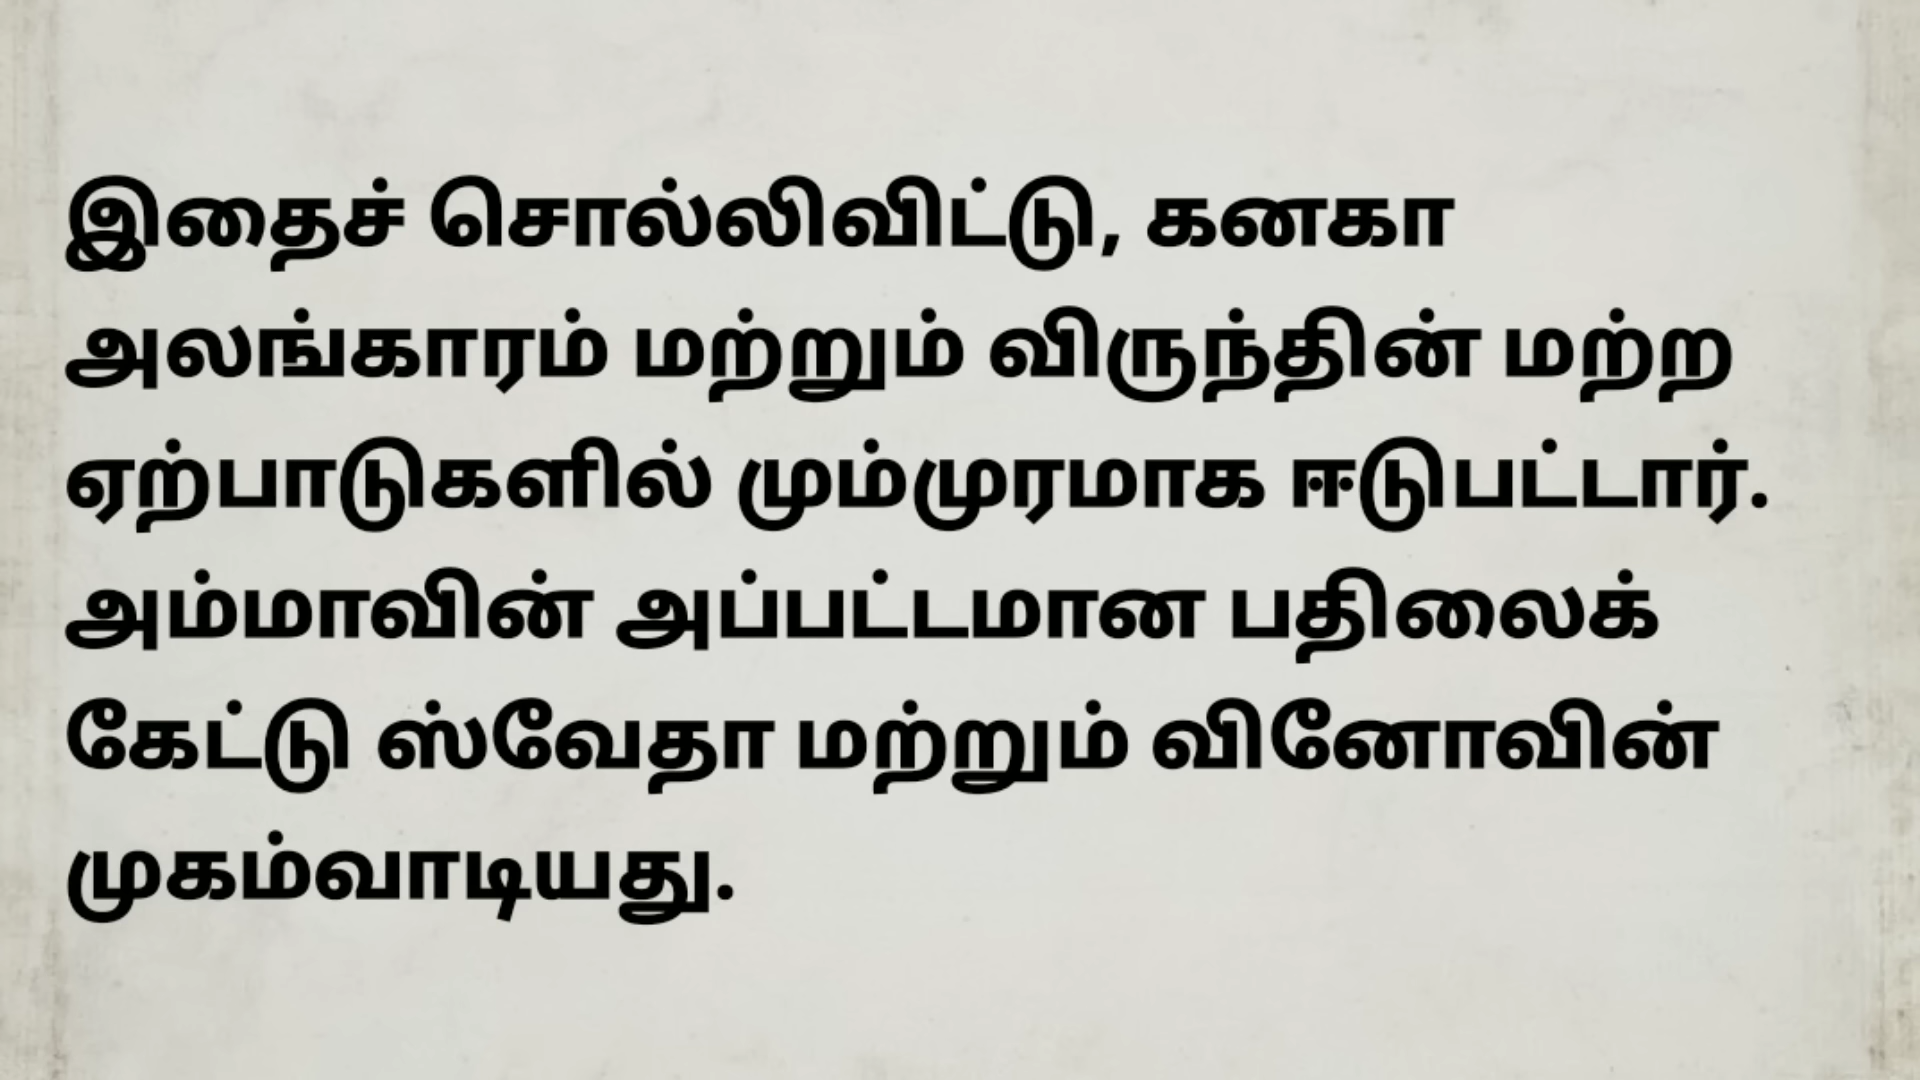 இதைச் சொல்லிவிட்டு, கனகா
அலங்காரம் மற்றும் விருந்தின் மற்ற
ஏற்பாடுகளில் மும்முரமாக ஈடுபட்டார்.
அம்மாவின் அப்பட்டமான பதிலைக்
கேட்டு ஸ்வேதா மற்றும் வினோவின்
முகம்வாடியது.